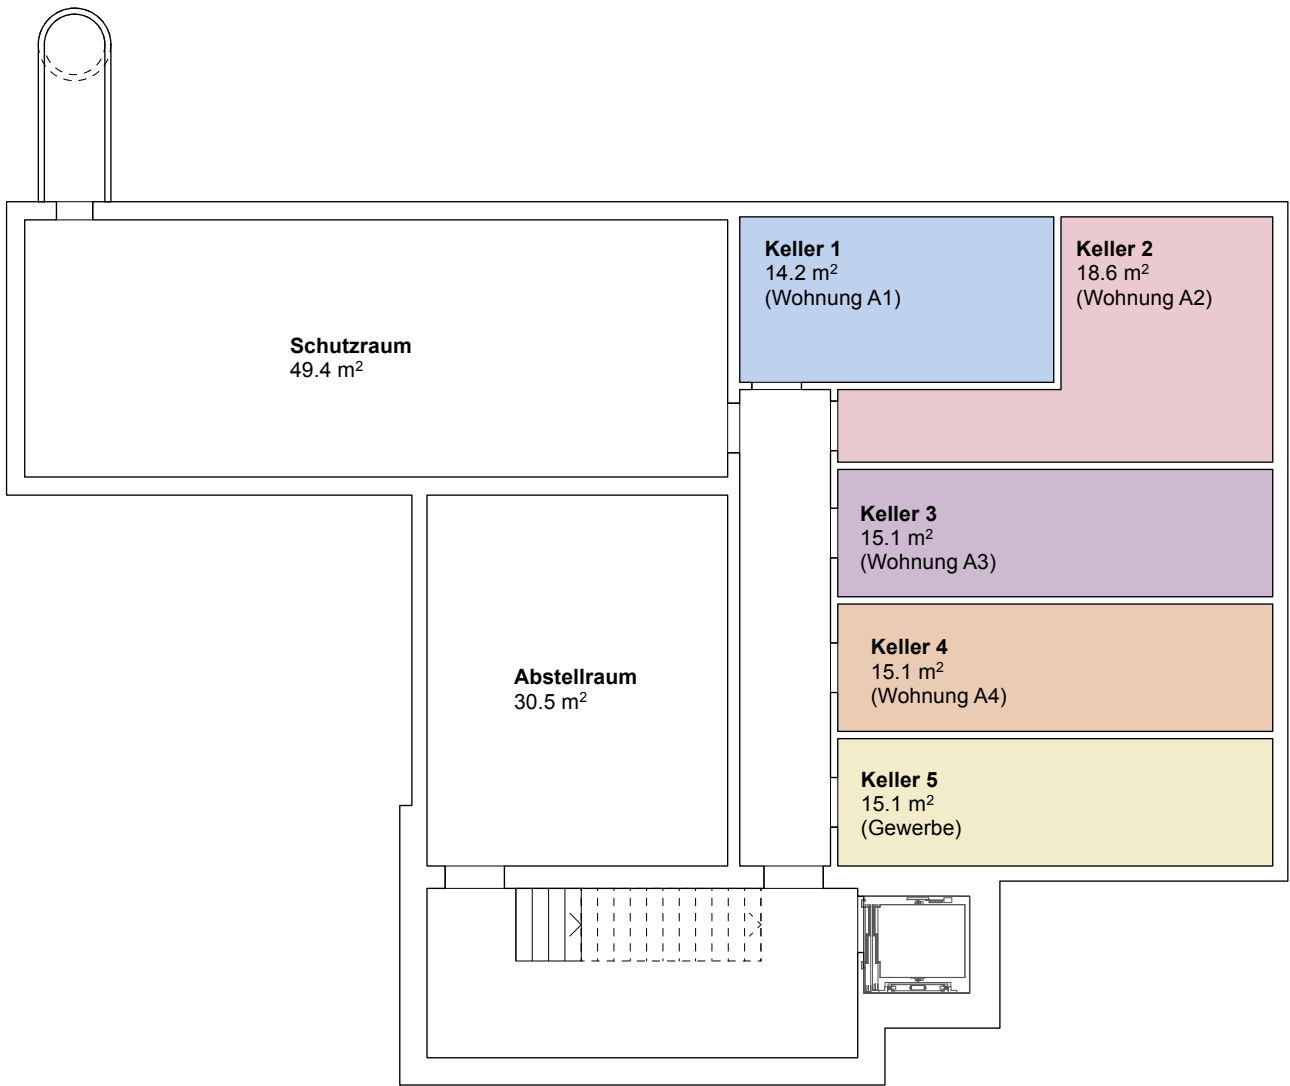 Keller 1
14.2 m²
(Wohnung A1)
Keller 2
18.6 m²
(Wohnung A2)
Schutzraum
49.4 m²
Keller 3
15.1 m²
(Wohnung A3)
Keller 4
15.1 m²
(Wohnung A4)
Abstellraum
30.5 m²
Keller 5
15.1 m²
(Gewerbe)